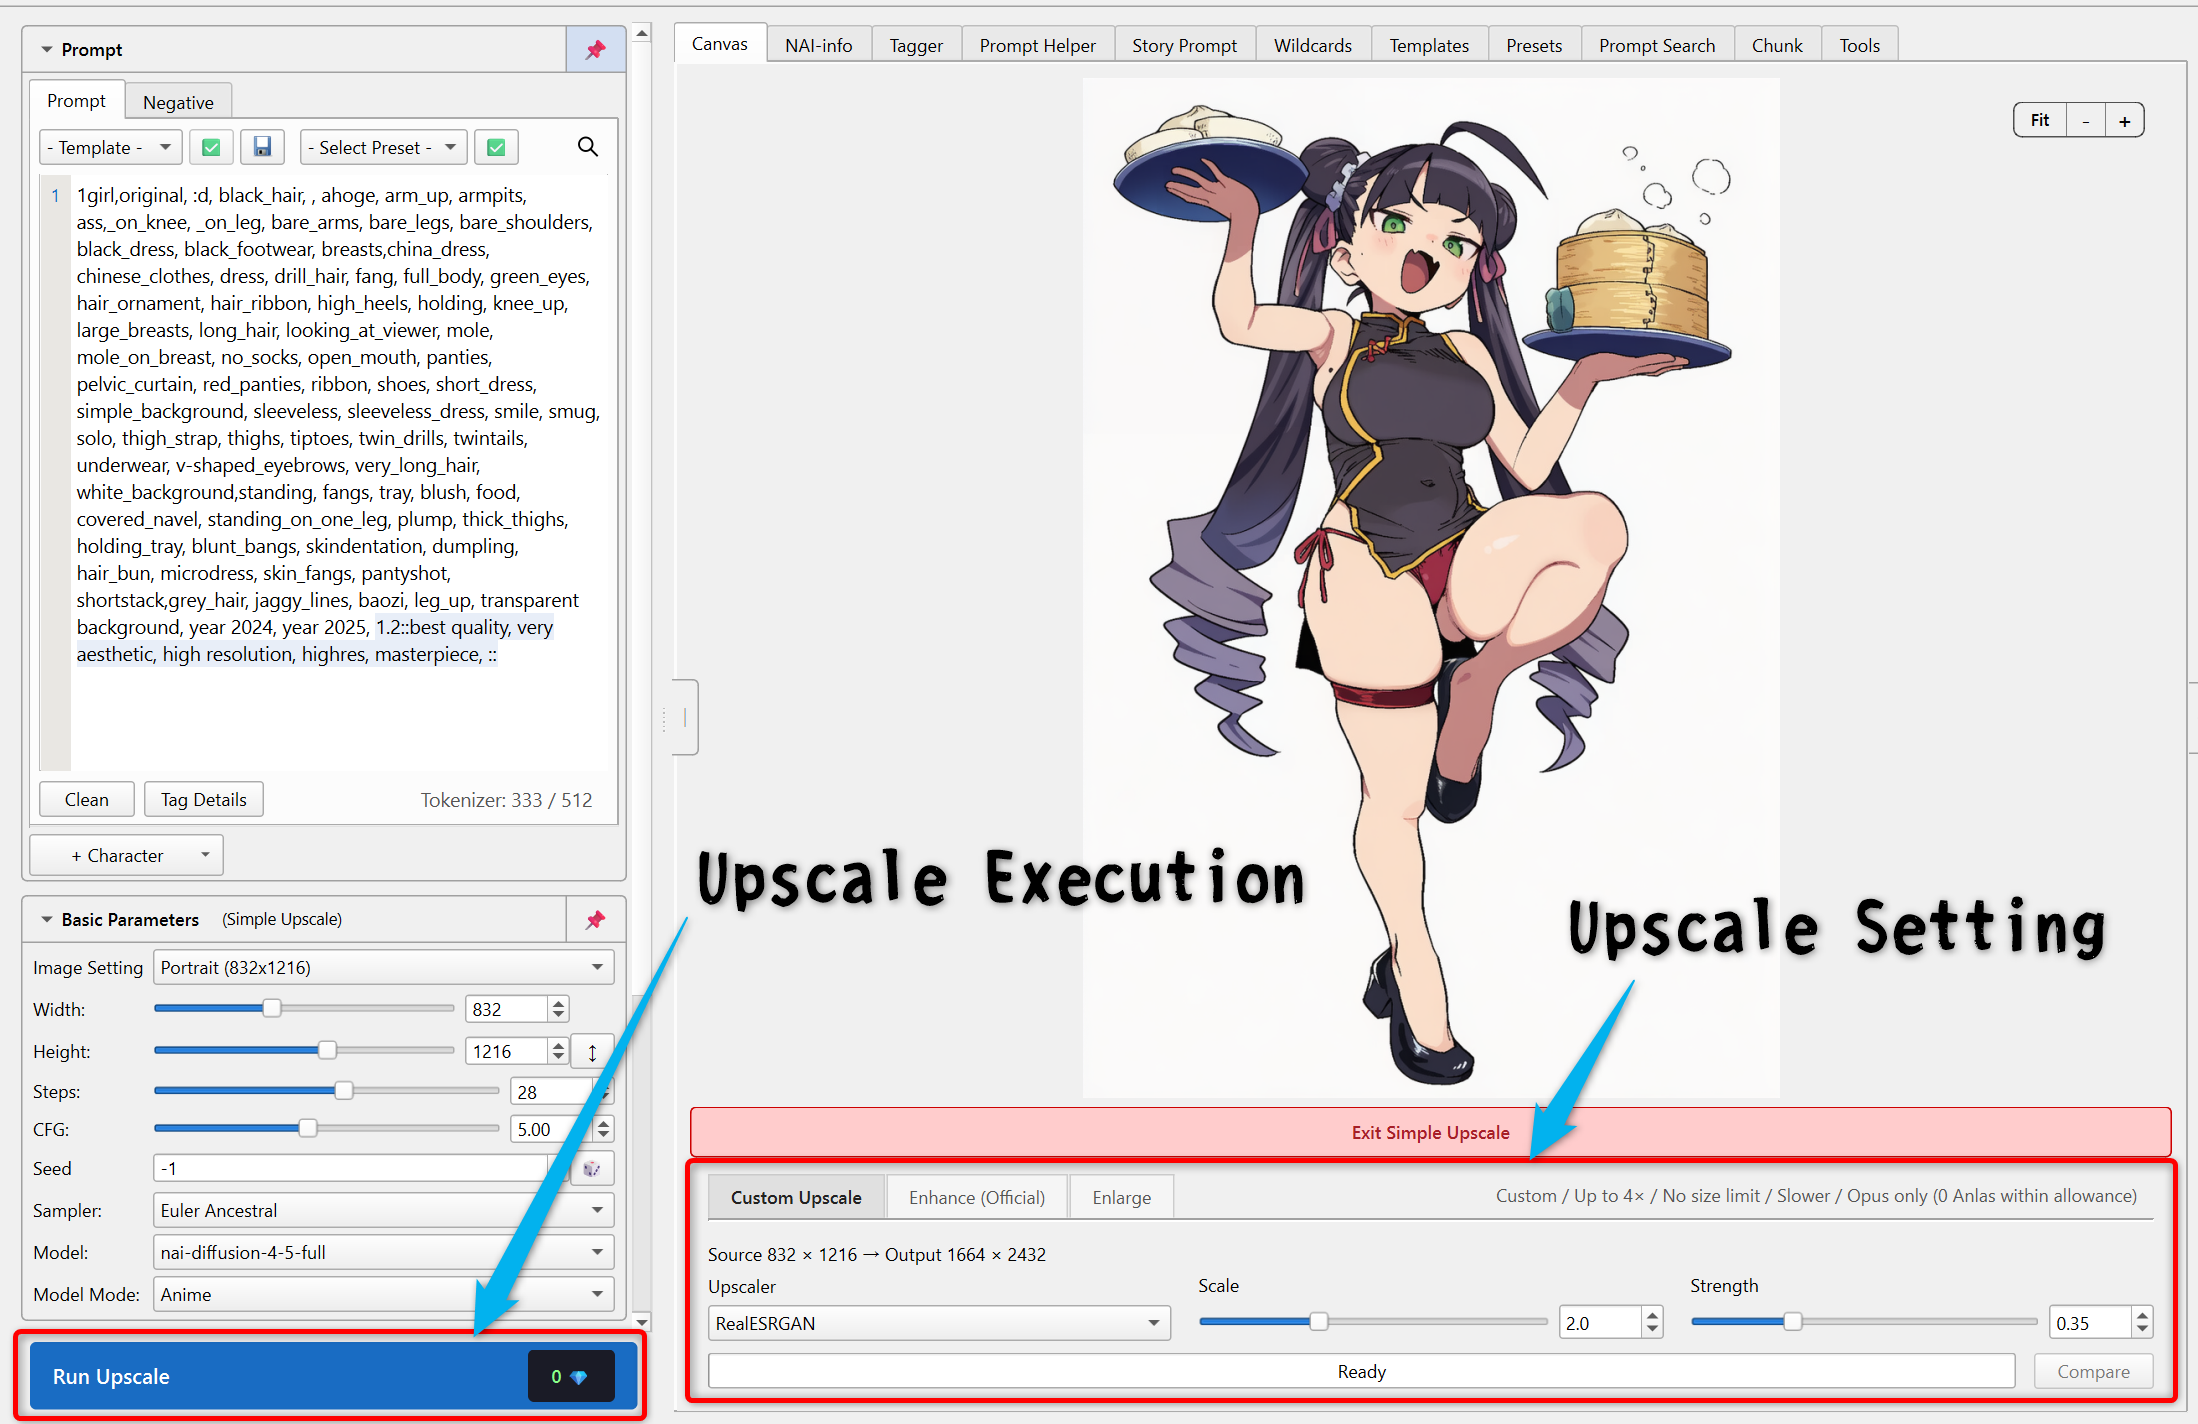 Prompt
Prompt
Negative
- Template -
- Select Preset -
1
1girl,original, :d, black_hair, , ahoge, arm_up, armpits,
ass,_on_knee, _on_leg, bare_arms, bare_legs, bare_shoulders,
black_dress, black_footwear, breasts,china_dress,
chinese_clothes, dress, drill_hair, fang, full_body, green_eyes,
hair_ornament, hair_ribbon, high_heels, holding, knee_up,
large_breasts, long_hair, looking_at_viewer, mole,
mole_on_breast, no_socks, open_mouth, panties,
pelvic_curtain, red_panties, ribbon, shoes, short_dress,
simple_background, sleeveless, sleeveless_dress, smile, smug,
solo, thigh_strap, thighs, tiptoes, twin_drills, twintails,
underwear, v-shaped_eyebrows, very_long_hair,
white_background,standing, fangs, tray, blush, food,
covered_navel, standing_on_one_leg, plump, thick_thighs,
holding_tray, blunt_bangs, skindentation, dumpling,
hair_bun, microdress, skin_fangs, pantyshot,
shortstack,grey_hair, jaggy_lines, baozi, leg_up, transparent
background, year 2024, year 2025, 1.2::best quality, very
aesthetic, high resolution, highres, masterpiece, ::
Clean
Tag Details
Tokenizer: 333 / 512
+ Character
Basic Parameters (Simple Upscale)
Image Setting Portrait (832x1216)
Width: 832
Height: 1216
Steps: 28
CFG: 5.00
Seed -1
Sampler: Euler Ancestral
Model: nai-diffusion-4-5-full
Model Mode: Anime
Run Upscale 0
Canvas
NAI-info
Tagger
Prompt Helper
Story Prompt
Wildcards
Templates
Presets
Prompt Search
Chunk
Tools
Fit - +
Upscale Execution
Upscale Setting
Exit Simple Upscale
Custom Upscale
Enhance (Official)
Enlarge
Custom / Up to 4× / No size limit / Slower / Opus only (0 Anlas within allowance)
Source 832 × 1216 → Output 1664 × 2432
Upscaler
RealESRGAN
Scale
2.0
Strength
0.35
Ready
Compare